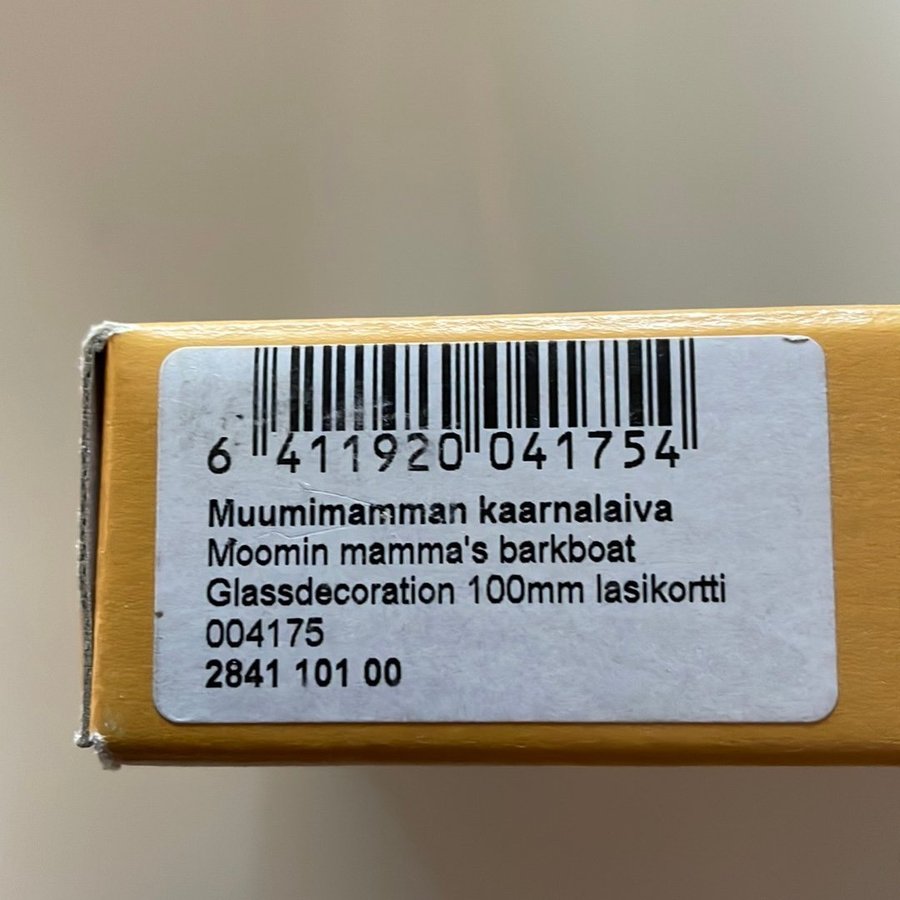 6 411920 041754
Muumimamman kaarnalaiva
Moomin mamma's barkboat
Glassdecoration 100mm lasikortti
004175
2841 101 00